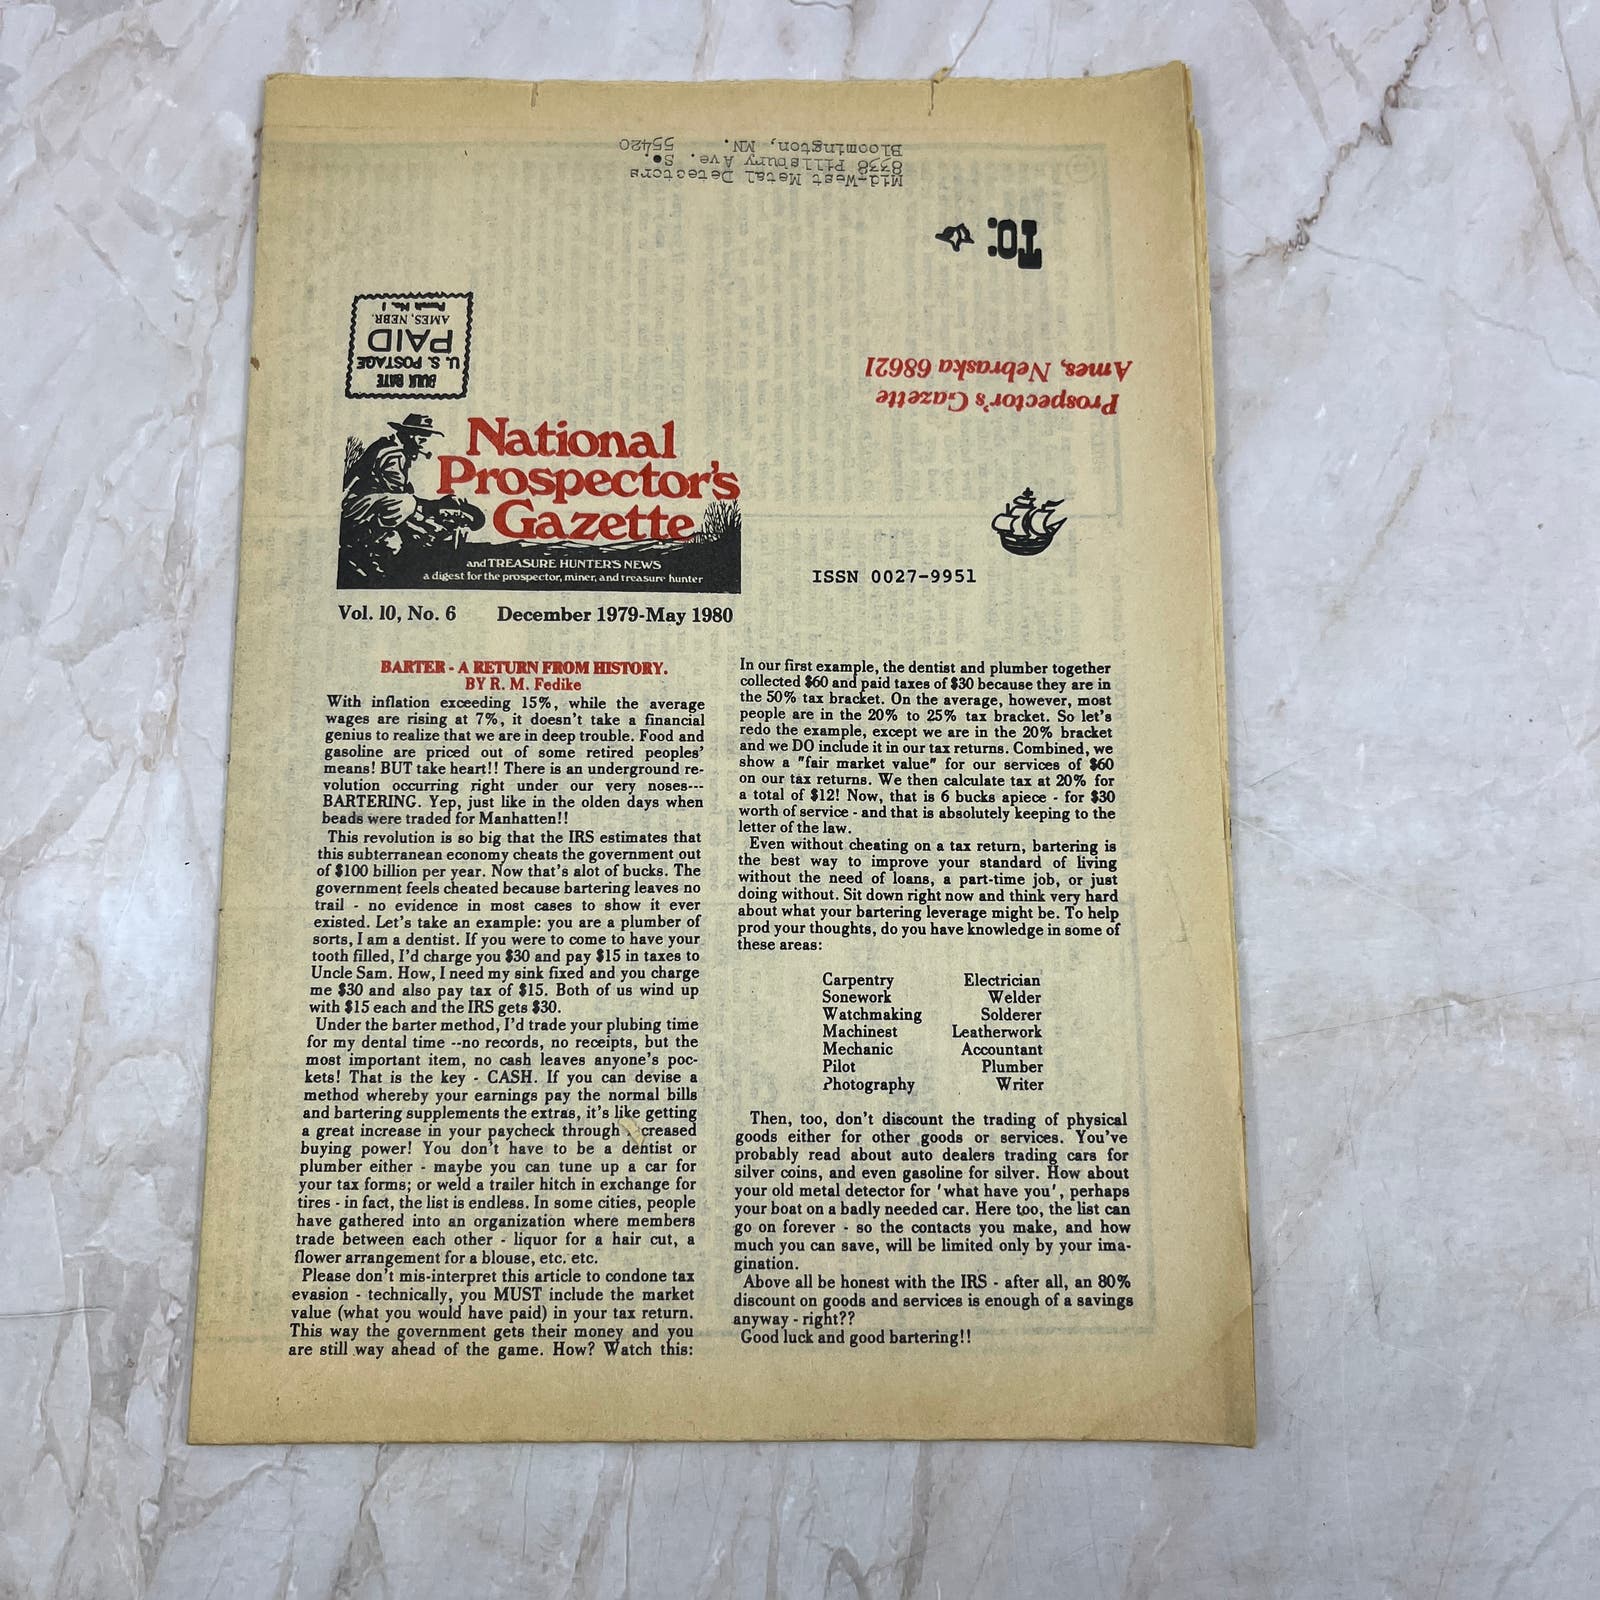 Mid-West Metal Detectors
8338 Pillsbury Ave. S.
Bloomington, MN. 55420
TO:
BULK RATE
U. S. POSTAGE
PAID
AMES, NEBR.
Permit No. 1
Prospector's Gazette
Ames, Nebraska 68621
National
Prospector's
Gazette
and TREASURE HUNTER'S NEWS
a digest for the prospector, miner, and treasure hunter
ISSN 0027-9951
Vol. 10, No. 6 December 1979-May 1980
BARTER - A RETURN FROM HISTORY.
BY R. M. Fedike
With inflation exceeding 15%, while the average
wages are rising at 7%, it doesn't take a financial
genius to realize that we are in deep trouble. Food and
gasoline are priced out of some retired peoples'
means! BUT take heart!! There is an underground re-
volution occurring right under our very noses---
BARTERING. Yep, just like in the olden days when
beads were traded for Manhatten!!
This revolution is so big that the IRS estimates that
this subterranean economy cheats the government out
of $100 billion per year. Now that's alot of bucks. The
government feels cheated because bartering leaves no
trail - no evidence in most cases to show it ever
existed. Let's take an example: you are a plumber of
sorts, I am a dentist. If you were to come to have your
tooth filled, I'd charge you $30 and pay $15 in taxes to
Uncle Sam. How, I need my sink fixed and you charge
me $30 and also pay tax of $15. Both of us wind up
with $15 each and the IRS gets $30.
Under the barter method, I'd trade your plubing time
for my dental time --no records, no receipts, but the
most important item, no cash leaves anyone's poc-
kets! That is the key - CASH. If you can devise a
method whereby your earnings pay the normal bills
and bartering supplements the extras, it's like getting
a great increase in your paycheck through creased
buying power! You don't have to be a dentist or
plumber either - maybe you can tune up a car for
your tax forms; or weld a trailer hitch in exchange for
tires - in fact, the list is endless. In some cities, people
have gathered into an organization where members
trade between each other - liquor for a hair cut, a
flower arrangement for a blouse, etc. etc.
Please don't mis-interpret this article to condone tax
evasion - technically, you MUST include the market
value (what you would have paid) in your tax return.
This way the government gets their money and you
are still way ahead of the game. How? Watch this:
In our first example, the dentist and plumber together
collected $60 and paid taxes of $30 because they are in
the 50% tax bracket. On the average, however, most
people are in the 20% to 25% tax bracket. So let's
redo the example, except we are in the 20% bracket
and we DO include it in our tax returns. Combined, we
show a "fair market value" for our services of $60
on our tax returns. We then calculate tax at 20% for
a total of $12! Now, that is 6 bucks apiece - for $30
worth of service - and that is absolutely keeping to the
letter of the law.
Even without cheating on a tax return, bartering is
the best way to improve your standard of living
without the need of loans, a part-time job, or just
doing without. Sit down right now and think very hard
about what your bartering leverage might be. To help
prod your thoughts, do you have knowledge in some of
these areas:
Carpentry Electrician
Sonework Welder
Watchmaking Solderer
Machinest Leatherwork
Mechanic Accountant
Pilot Plumber
Photography Writer
Then, too, don't discount the trading of physical
goods either for other goods or services. You've
probably read about auto dealers trading cars for
silver coins, and even gasoline for silver. How about
your old metal detector for 'what have you', perhaps
your boat on a badly needed car. Here too, the list can
go on forever - so the contacts you make, and how
much you can save, will be limited only by your ima-
gination.
Above all be honest with the IRS - after all, an 80%
discount on goods and services is enough of a savings
anyway - right??
Good luck and good bartering!!